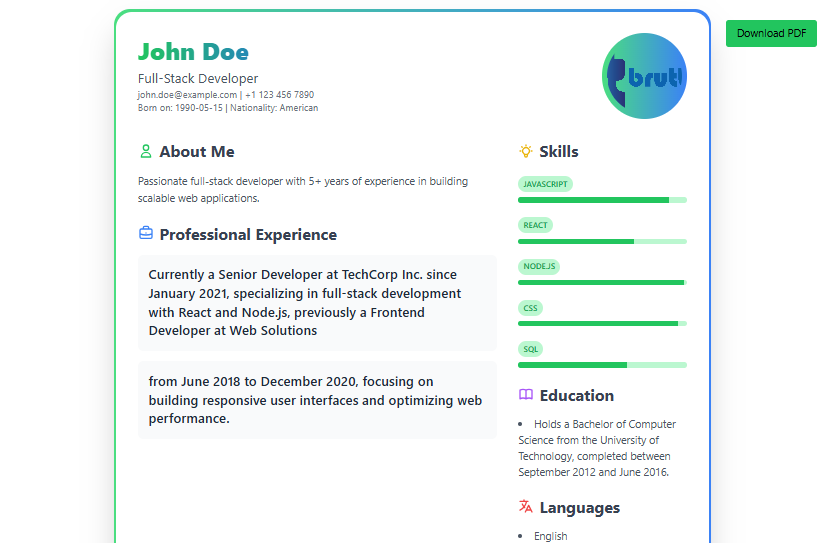 John Doe
Full-Stack Developer
john.doe@example.com | +1 123 456 7890
Born on: 1990-05-15 | Nationality: American
brutl
Download PDF
About Me
Passionate full-stack developer with 5+ years of experience in building
scalable web applications.
Professional Experience
Currently a Senior Developer at TechCorp Inc. since
January 2021, specializing in full-stack development
with React and Node.js, previously a Frontend
Developer at Web Solutions
from June 2018 to December 2020, focusing on
building responsive user interfaces and optimizing web
performance.
Skills
JAVASCRIPT
REACT
NODEJS
CSS
SQL
Education
• Holds a Bachelor of Computer
Science from the University of
Technology, completed between
September 2012 and June 2016.
Languages
• English